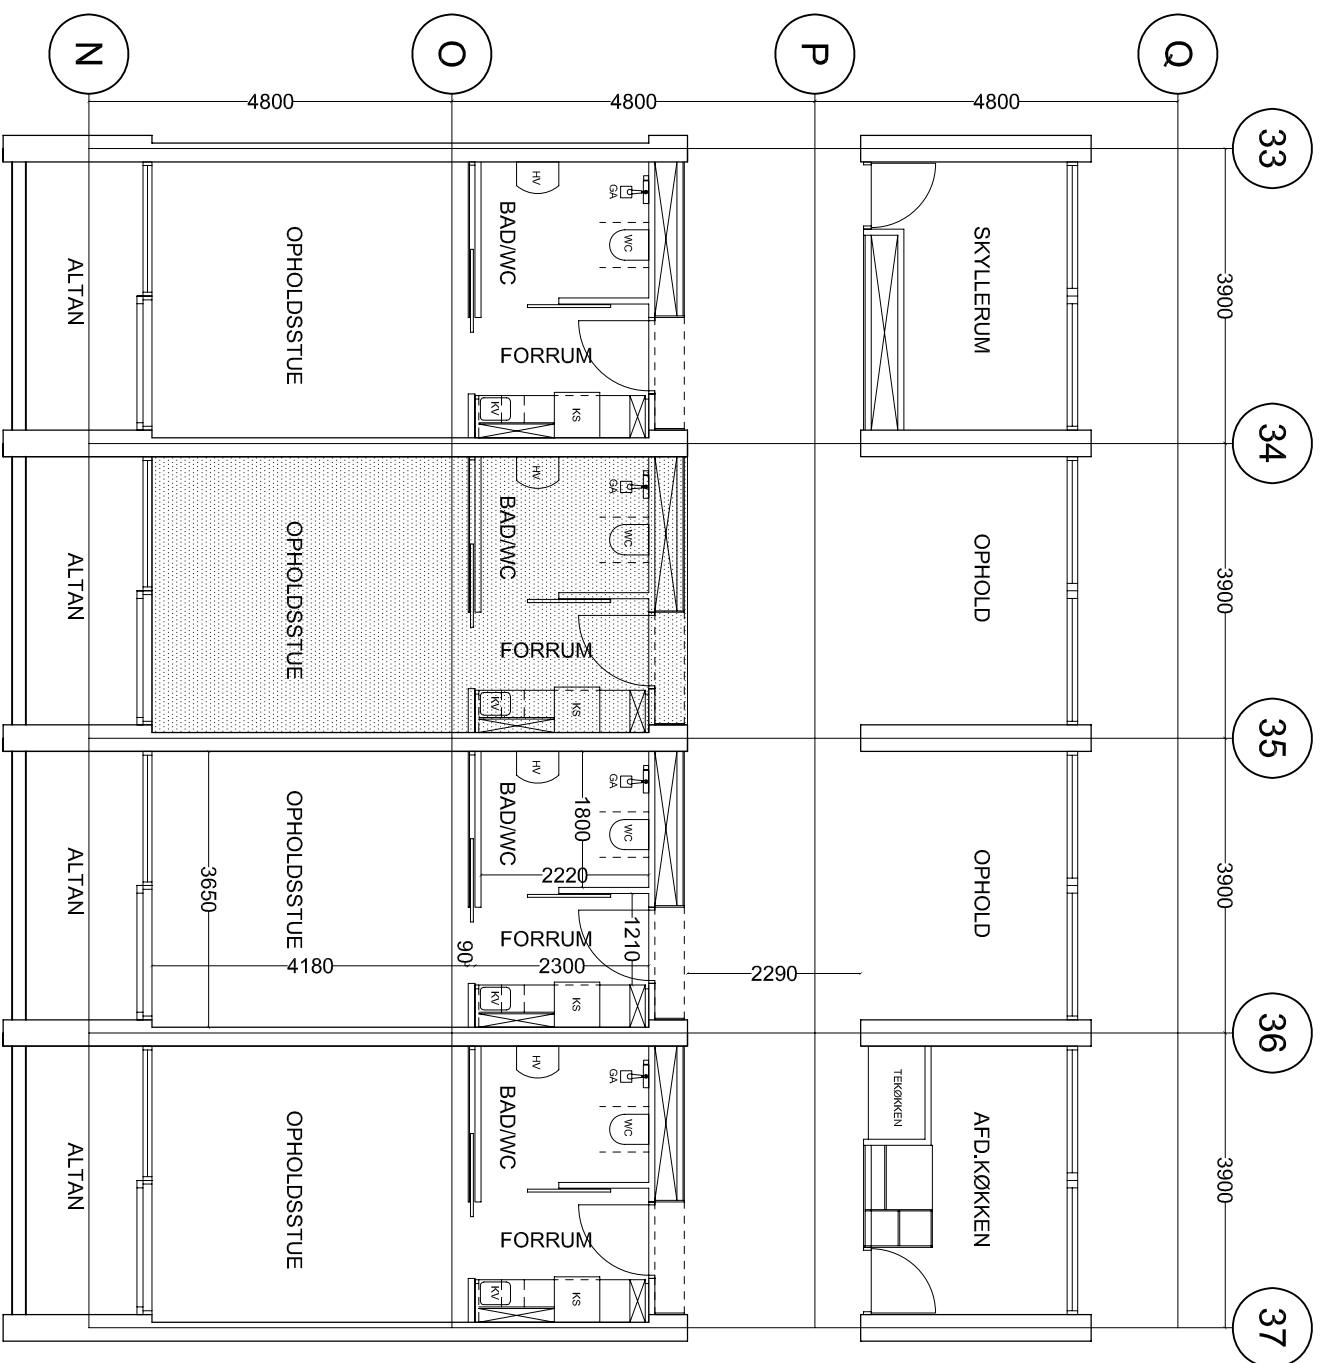 N
O
P
Q
4800
4800
4800
33
34
35
36
37
3900
3900
3900
3900
SKYLLERUM
OPHOLD
OPHOLD
AFD.KØKKEN
TEKØKKEN
HV
GA
WC
BAD/WC
FORRUM
KV
KS
OPHOLDSSTUE
ALTAN
HV
GA
WC
BAD/WC
FORRUM
KV
KS
OPHOLDSSTUE
ALTAN
HV
GA
WC
BAD/WC
1800
2220
FORRUM
1210
90
2300
2290
KV
KS
OPHOLDSSTUE
3650
4180
ALTAN
HV
GA
WC
BAD/WC
FORRUM
KV
KS
OPHOLDSSTUE
ALTAN